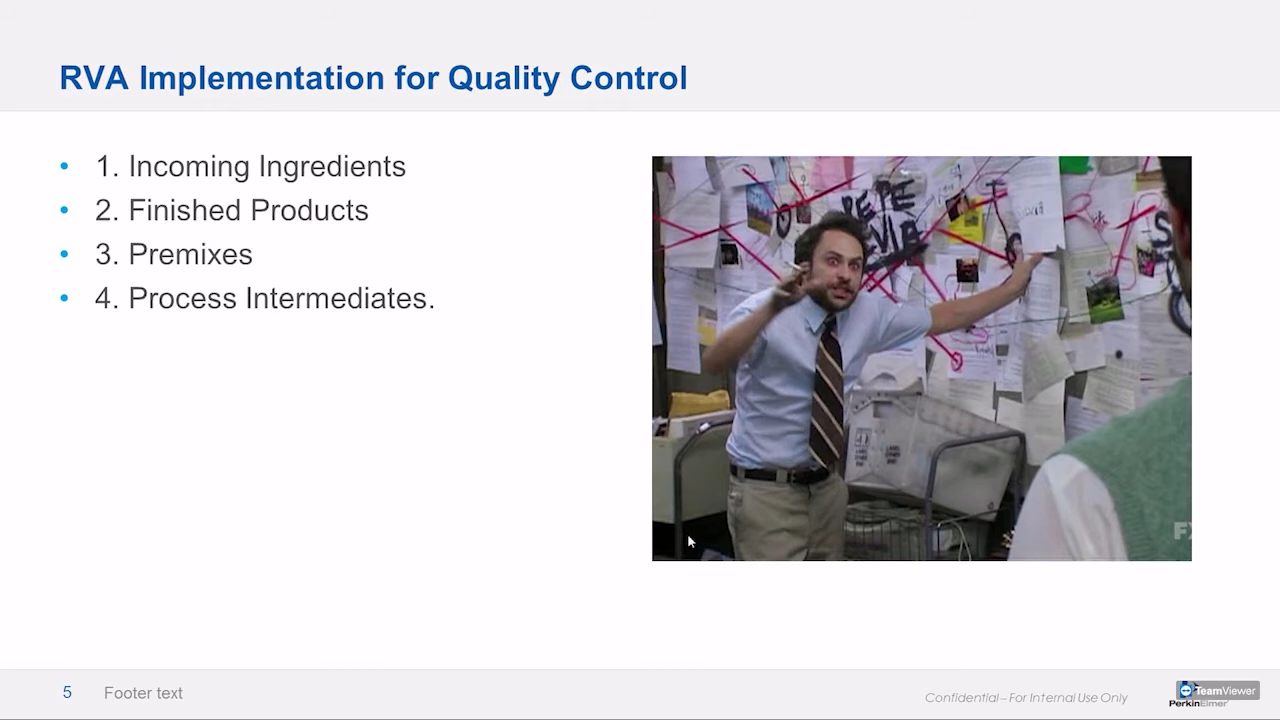 RVA Implementation for Quality Control
• 1. Incoming Ingredients
• 2. Finished Products
• 3. Premixes
• 4. Process Intermediates.
PEPE
SILVIA
FX
5 Footer text
Confidential – For Internal Use Only
TeamViewer
PerkinElmer